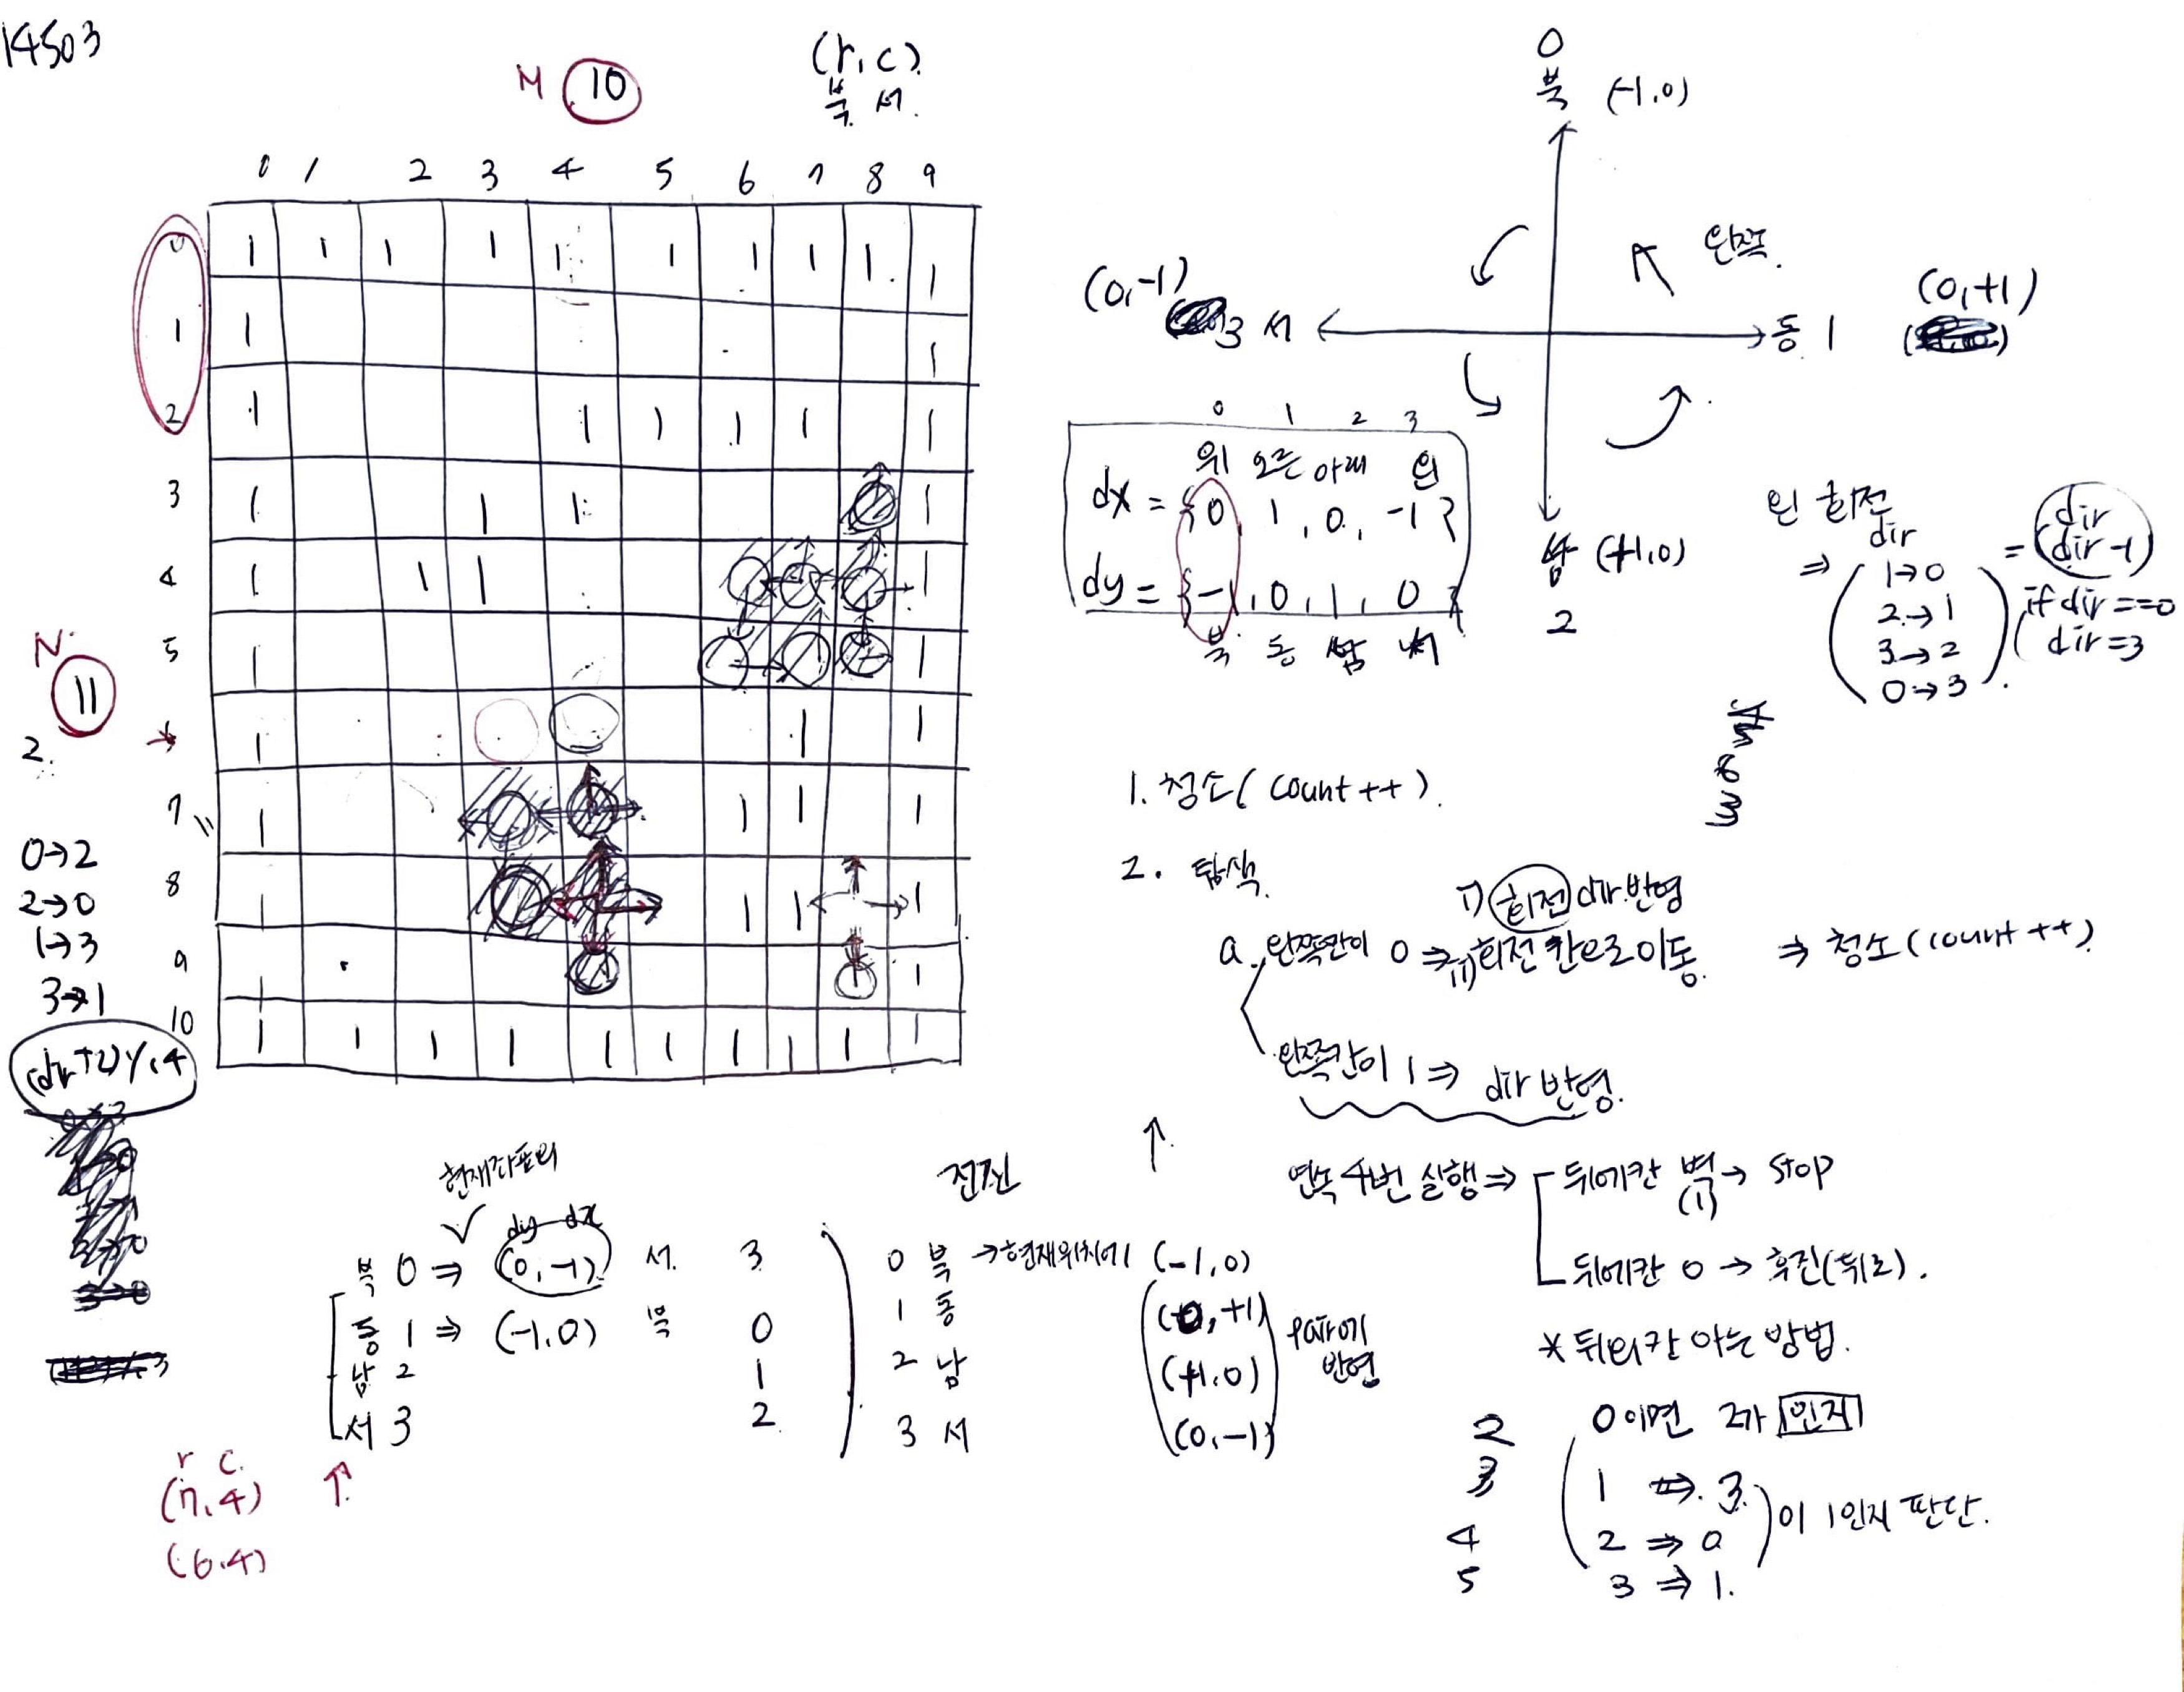 14503
M 10
(r, c)
북 서
0 1 2 3 4 5 6 7 8 9
0 1 1 1 1 1 1 1 1 1 1
1 1 1
2 1 1 1 1 1 1
3 1 1 1 1
4 1 1 1 1
5 1 1
1 1 1
7 1 1 1 1
8 1 1 1 1
9 1 1
10 1 1 1 1 1 1 1 1 1 1
N 11
2.
0→2
2→0
1→3
3→1
(dir+2)%4
0
북 (-1,0)
왼쪽.
(0,-1)
3 서
(0,+1)
동 1
남 (+1,0)
2
0 1 2 3
위 오른 아래 왼
dx = {0, 1, 0, -1}
dy = {-1, 0, 1, 0}
북 동 남 서
왼 회전
dir
⇒ ( 1→0
2→1
3→2
0→3 )
= dir
dir-1
if dir==0
dir=3
6
3
1. 청소 ( count++ ).
2. 탐색.
i) 회전 dir 반영
a. 왼쪽칸이 0 ⇒ ii) 회전 칸으로 이동. ⇒ 청소 (count++)
왼쪽칸이 1 ⇒ dir 반영.
↑
연속 4번 실행 ⇒ 뒤에칸 벽 → stop
(1)
뒤에칸 0 → 후진(뒤로).
* 뒤의칸 아는 방법.
0이면 2가 인지
1 ⇒ 3.
2 ⇒ 0
3 ⇒ 1.
이 1인지 판단.
2
3
4
5
현재좌표의
dy dx
북 0 ⇒ (0,-1) 서. 3
동 1 ⇒ (-1,0) 북 0
남 2 1
서 3 2
전진
0 북 → 현재위치에 (-1,0)
1 동 (0,+1)
2 남 (+1,0)
3 서 (0,-1)
pair에
반영
r c.
(7,4)
(6,4)